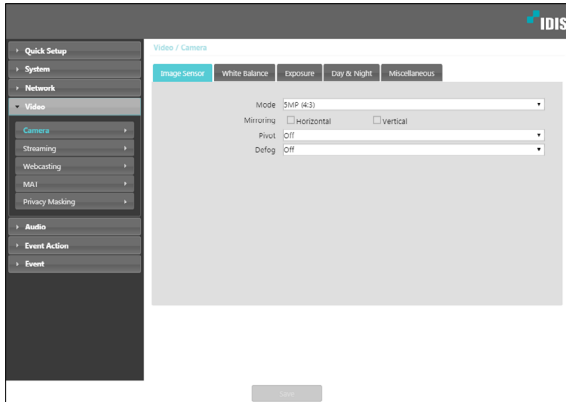 IDIS
Quick Setup
System
Network
Video
Camera
Streaming
Webcasting
MAT
Privacy Masking
Audio
Event Action
Event
Video / Camera
Image Sensor White Balance Exposure Day & Night Miscellaneous
Mode 5MP (4:3)
Mirroring Horizontal Vertical
Pivot Off
Defog Off
Save